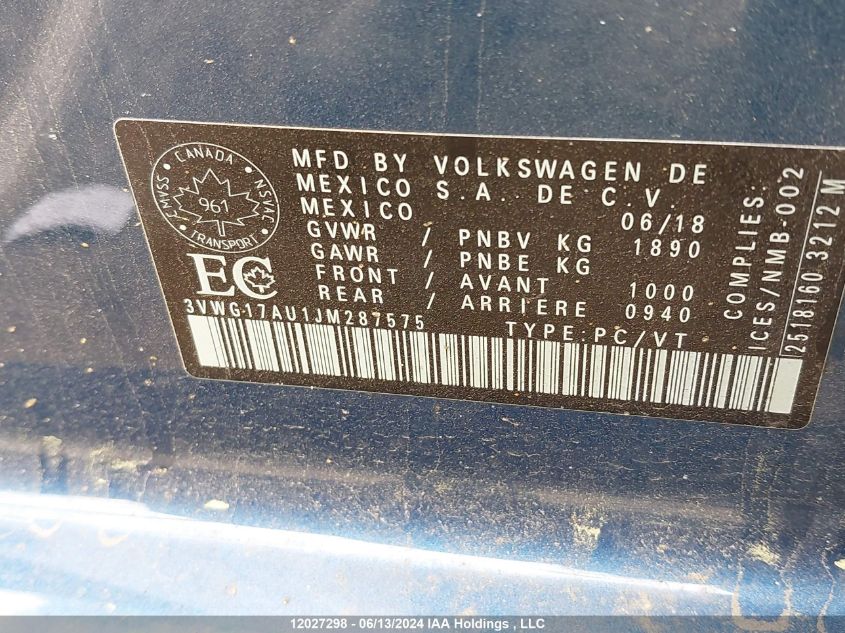 CANADA
961
TRANSPORT
CMVSS
NSVAC
EC
MFD BY VOLKSWAGEN DE
MEXICO S.A. DE C.V.
MEXICO 06/18
GVWR / PNBV KG 1890
GAWR / PNBE KG
FRONT / AVANT 1000
REAR / ARRIERE 0940
3VWG17AU1JM287575 TYPE:PC/VT
COMPLIES:
ICES/NMB-002
2518160 3212 M
12027298 - 06/13/2024 IAA Holdings , LLC